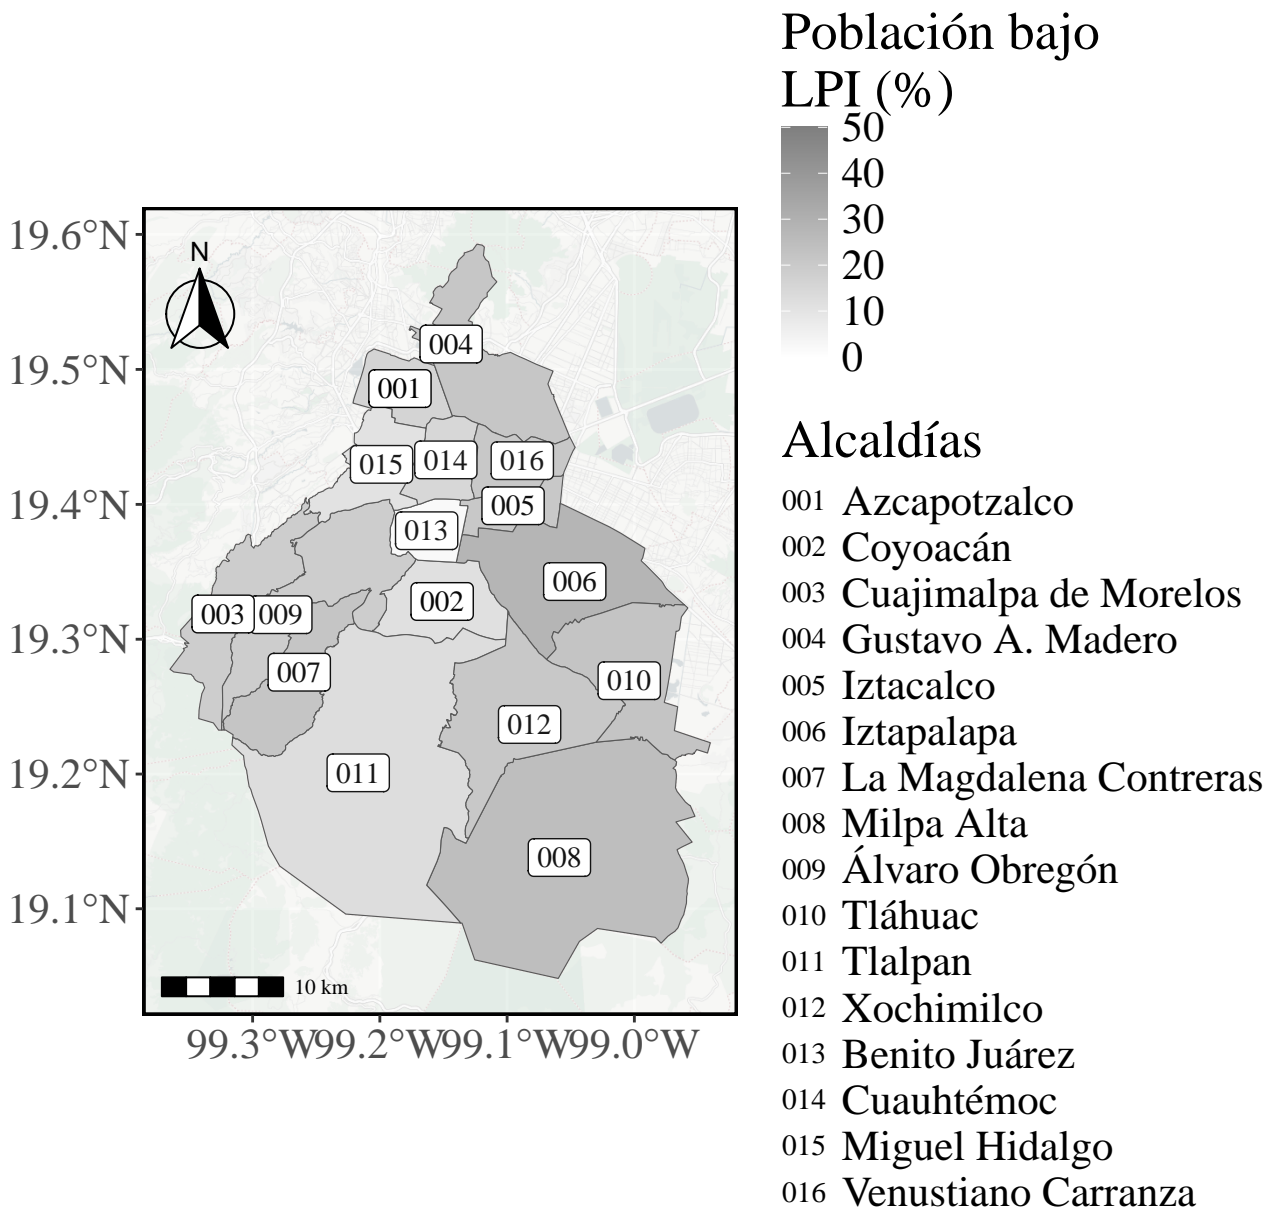 Población bajo
LPI (%)
50
40
30
20
10
0
19.6°N
19.5°N
19.4°N
19.3°N
19.2°N
19.1°N
N
004
001
015
014
016
005
013
006
002
003
009
007
010
012
011
008
10 km
99.3°W
99.2°W
99.1°W
99.0°W
Alcaldías
001 Azcapotzalco
002 Coyoacán
003 Cuajimalpa de Morelos
004 Gustavo A. Madero
005 Iztacalco
006 Iztapalapa
007 La Magdalena Contreras
008 Milpa Alta
009 Álvaro Obregón
010 Tláhuac
011 Tlalpan
012 Xochimilco
013 Benito Juárez
014 Cuauhtémoc
015 Miguel Hidalgo
016 Venustiano Carranza